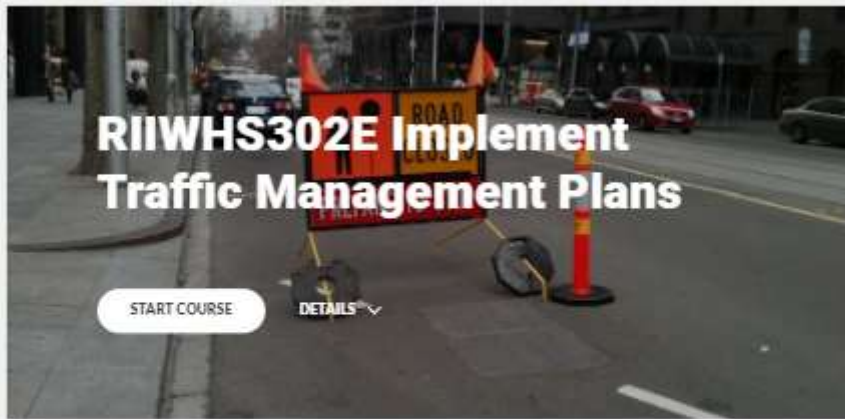 RIIWHS302E Implement
Traffic Management Plans
ROAD
CLOSED
START COURSE
DETAILS